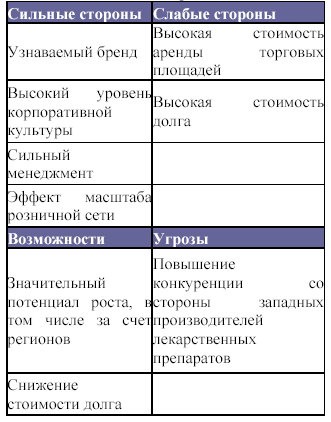 Сильные стороны
Слабые стороны
Узнаваемый бренд
Высокая стоимость
аренды торговых
площадей
Высокий уровень
корпоративной
культуры
Высокая стоимость
долга
Сильный
менеджмент
Эффект масштаба
розничной сети
Возможности
Угрозы
Значительный
потенциал роста, в
том числе за счет
регионов
Повышение
конкуренции со
стороны западных
производителей
лекарственных
препаратов
Снижение
стоимости долга